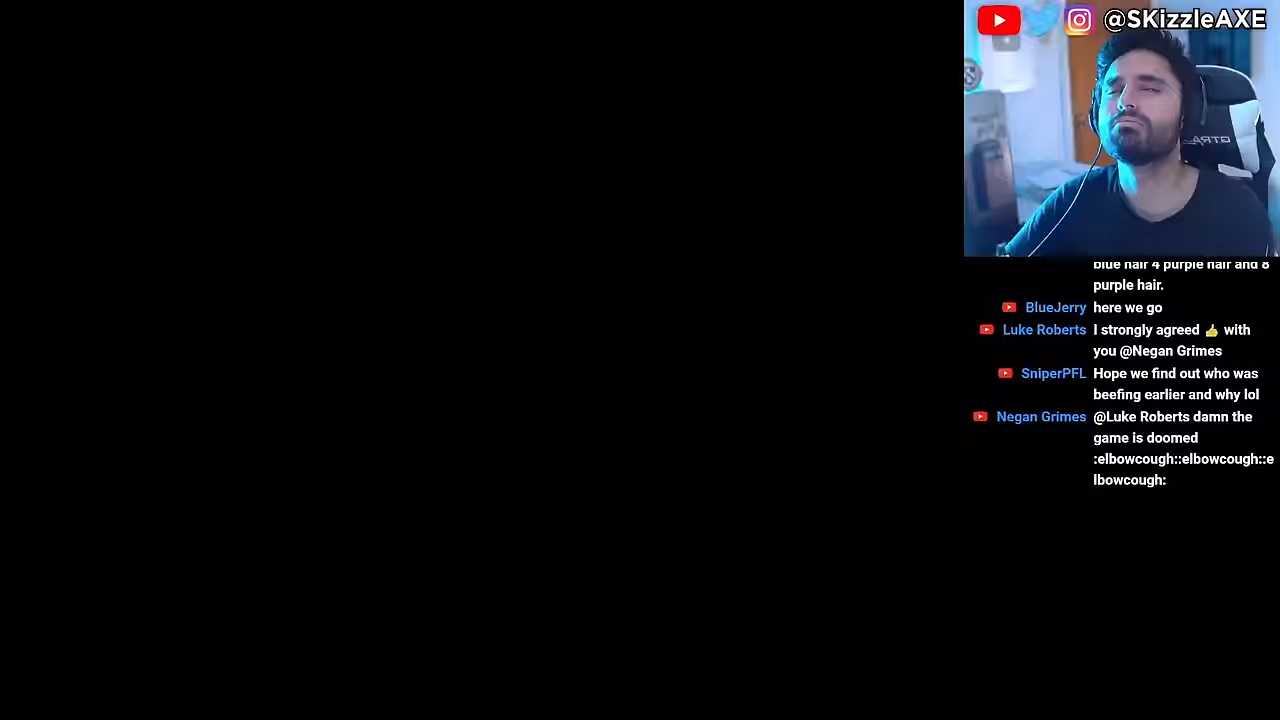 @SKizzleAXE
blue hair 4 purple hair and 8
purple hair.
BlueJerry here we go
Luke Roberts I strongly agreed 👍 with
you @Negan Grimes
SniperPFL Hope we find out who was
beefing earlier and why lol
Negan Grimes @Luke Roberts damn the
game is doomed
:elbowcough::elbowcough::e
lbowcough: